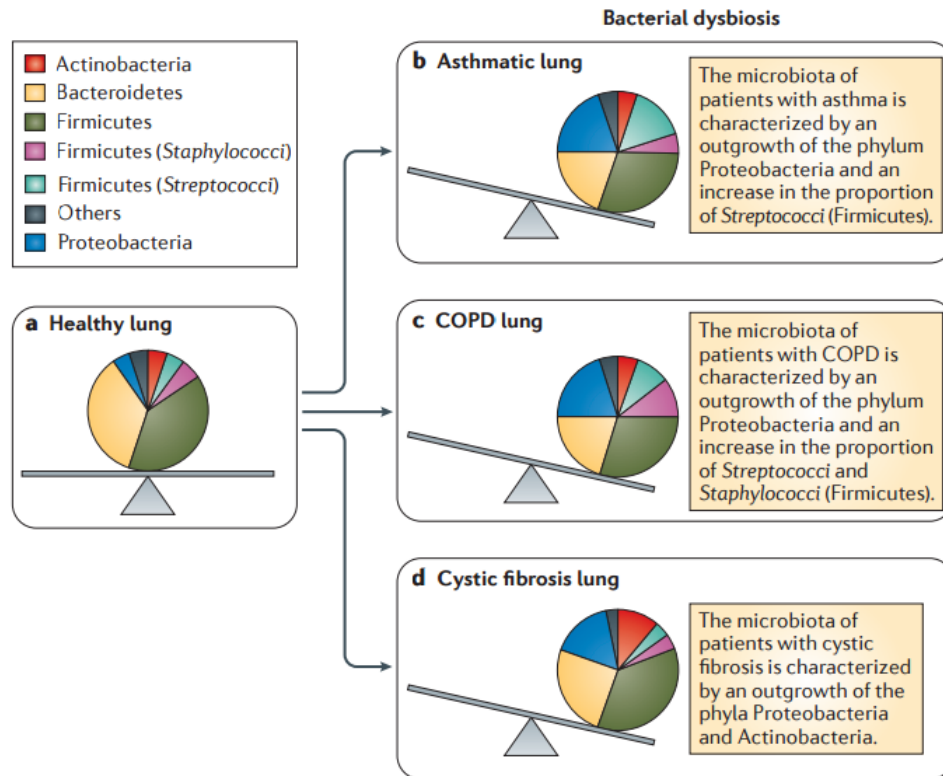 Bacterial dysbiosis
Actinobacteria
Bacteroidetes
Firmicutes
Firmicutes (Staphylococci)
Firmicutes (Streptococci)
Others
Proteobacteria
a Healthy lung
b Asthmatic lung
The microbiota of
patients with asthma is
characterized by an
outgrowth of the phylum
Proteobacteria and an
increase in the proportion
of Streptococci (Firmicutes).
c COPD lung
The microbiota of
patients with COPD is
characterized by an
outgrowth of the phylum
Proteobacteria and an
increase in the proportion
of Streptococci and
Staphylococci (Firmicutes).
d Cystic fibrosis lung
The microbiota of
patients with cystic
fibrosis is characterized
by an outgrowth of the
phyla Proteobacteria
and Actinobacteria.